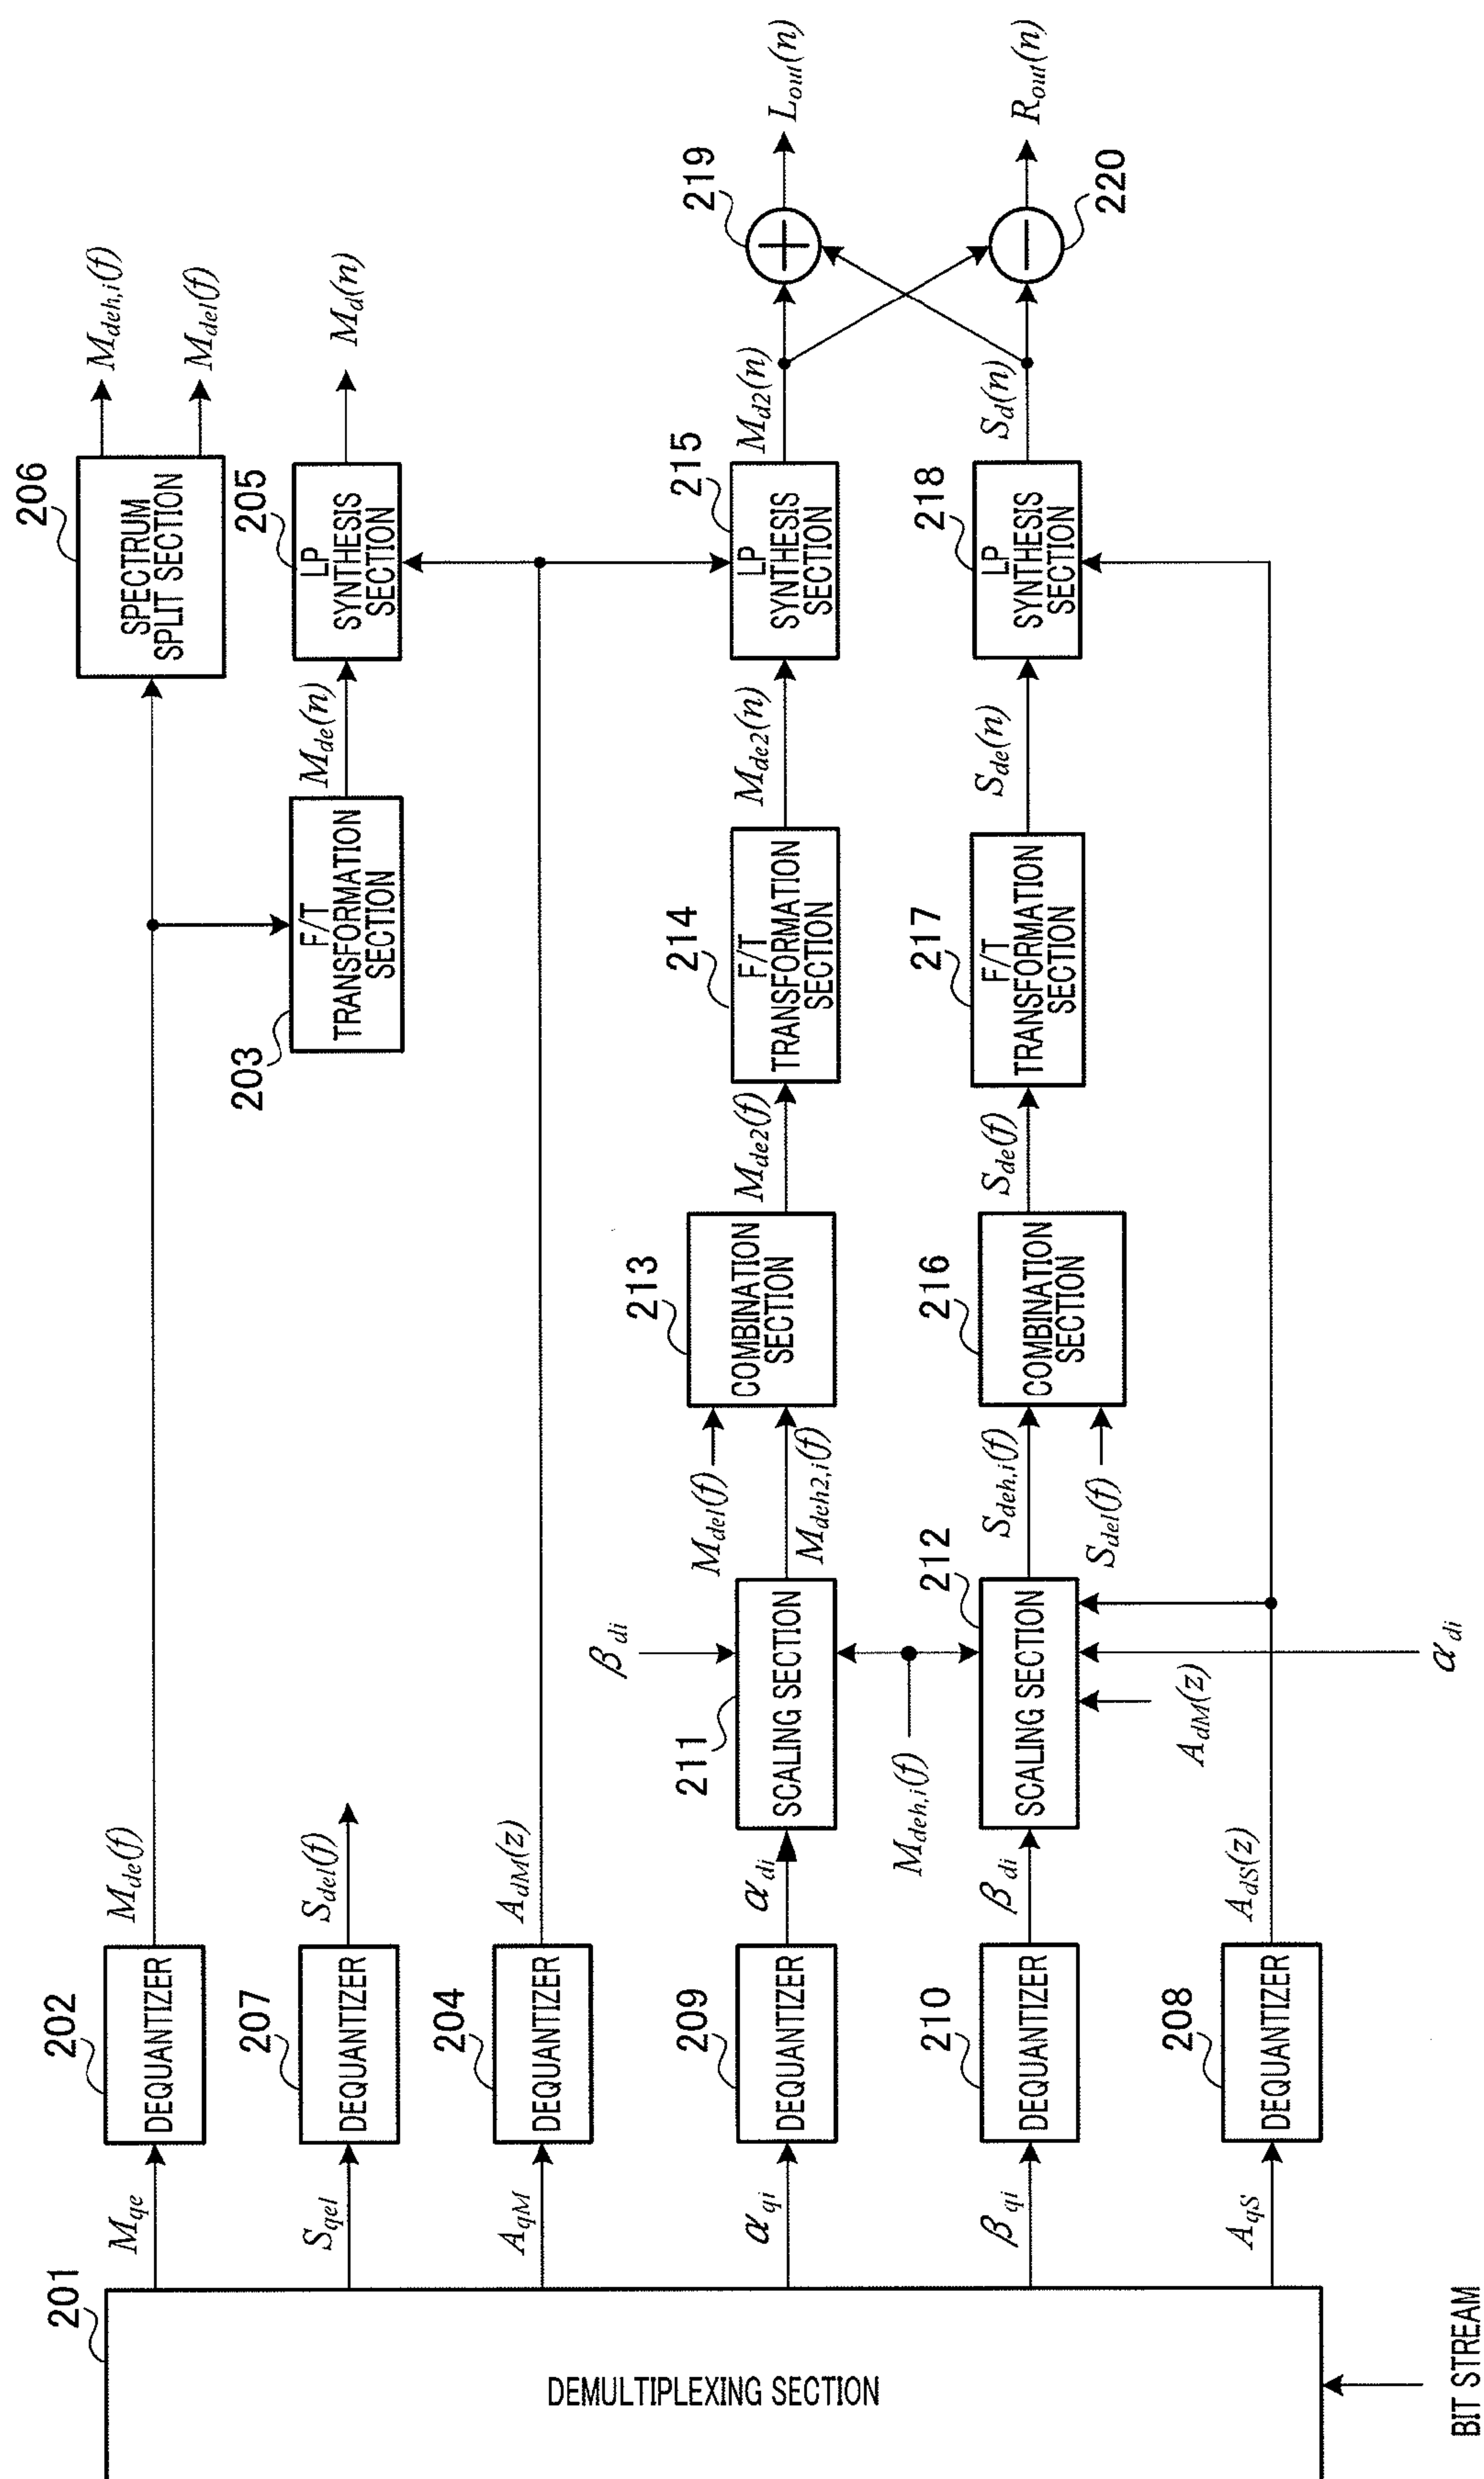 201
DEMULTIPLEXING SECTION
BIT STREAM
M_qe
202
DEQUANTIZER
M_de(f)
S_qel
207
DEQUANTIZER
S_del(f)
A_qM
204
DEQUANTIZER
A_dM(z)
α_qi
209
DEQUANTIZER
α_di
β_qi
210
DEQUANTIZER
β_di
A_qS
208
DEQUANTIZER
A_dS(z)
β_di
211
SCALING SECTION
M_deh,i(f)
212
SCALING SECTION
A_dM(z)
α_di
M_del(f)
M_deh2,i(f)
S_deh,i(f)
S_del(f)
213
COMBINATION
SECTION
M_de2(f)
216
COMBINATION
SECTION
S_de(f)
203
F/T
TRANSFORMATION
SECTION
M_de(n)
214
F/T
TRANSFORMATION
SECTION
M_de2(n)
217
F/T
TRANSFORMATION
SECTION
S_de(n)
206
SPECTRUM
SPLIT SECTION
M_deh,i(f)
M_del(f)
205
LP
SYNTHESIS
SECTION
M_d(n)
215
LP
SYNTHESIS
SECTION
M_d2(n)
218
LP
SYNTHESIS
SECTION
S_d(n)
219
+
L_out(n)
220
−
R_out(n)